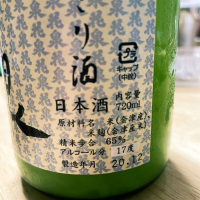 り酒
プラ
キャップ
(中栓)
日本酒
内容量
720ml
原材料名 米(会津産)
米麹(会津産米)
精米歩合 65%
アルコール分 17度
製造年月 20.12